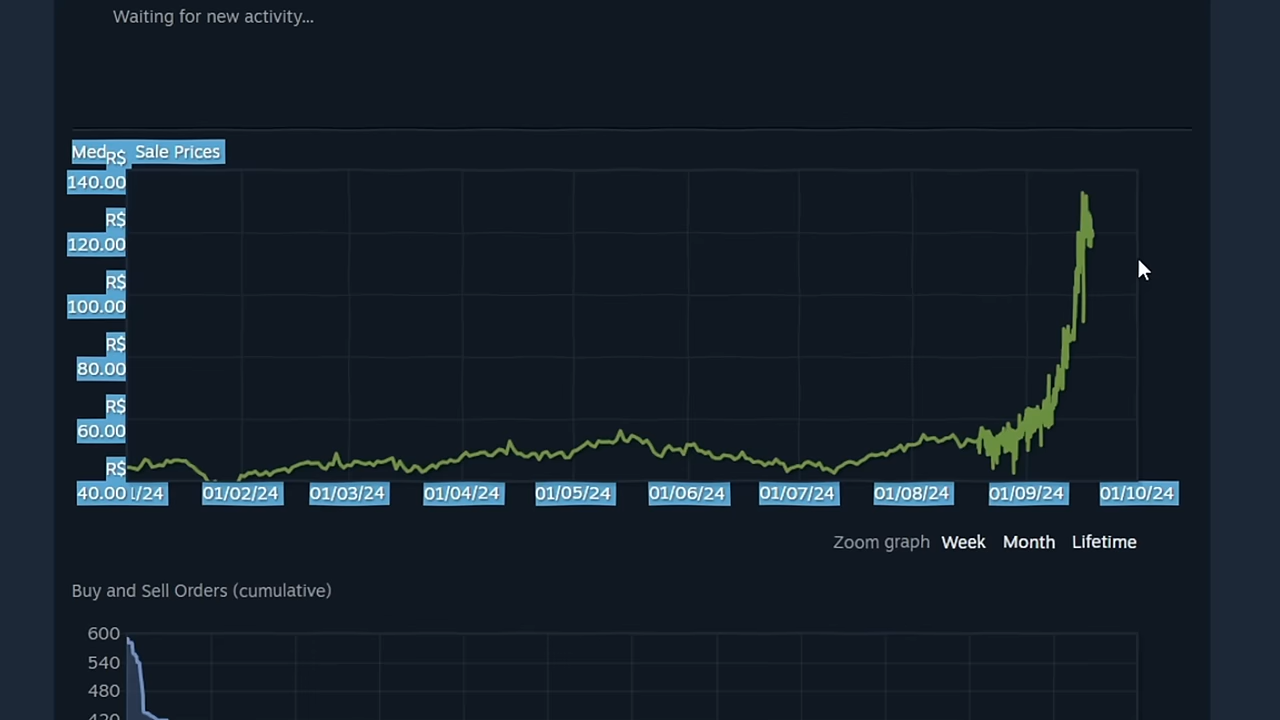 Waiting for new activity...
Med Sale Prices
R$
140.00
R$
120.00
R$
100.00
R$
80.00
R$
60.00
R$
40.00
/24 01/02/24 01/03/24 01/04/24 01/05/24 01/06/24 01/07/24 01/08/24 01/09/24 01/10/24
Zoom graph Week Month Lifetime
Buy and Sell Orders (cumulative)
600
540
480
420